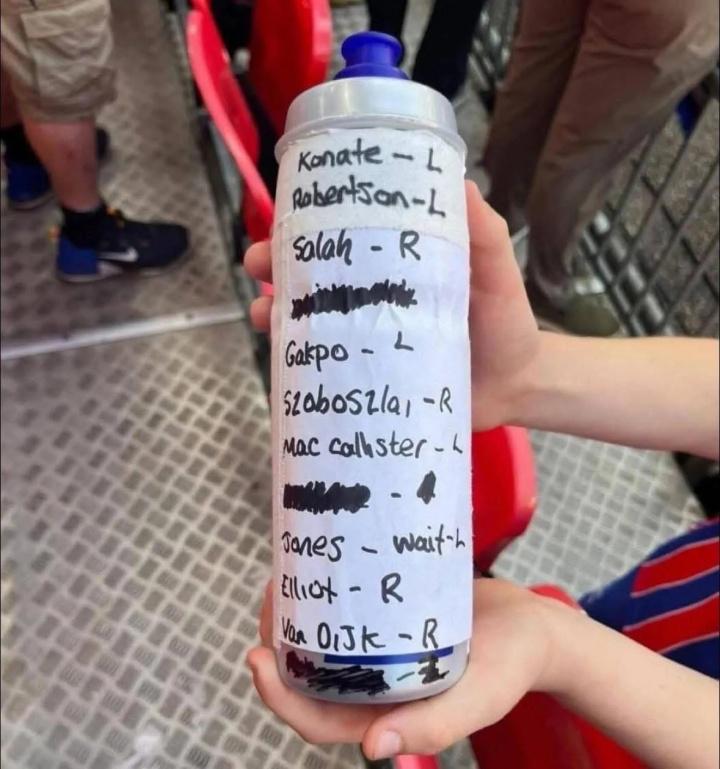 Konate - L
Robertson - L
Salah - R
Gakpo - L
Szoboszlai - R
Mac callister - L
Jones - wait - L
Elliot - R
Van DiJk - R